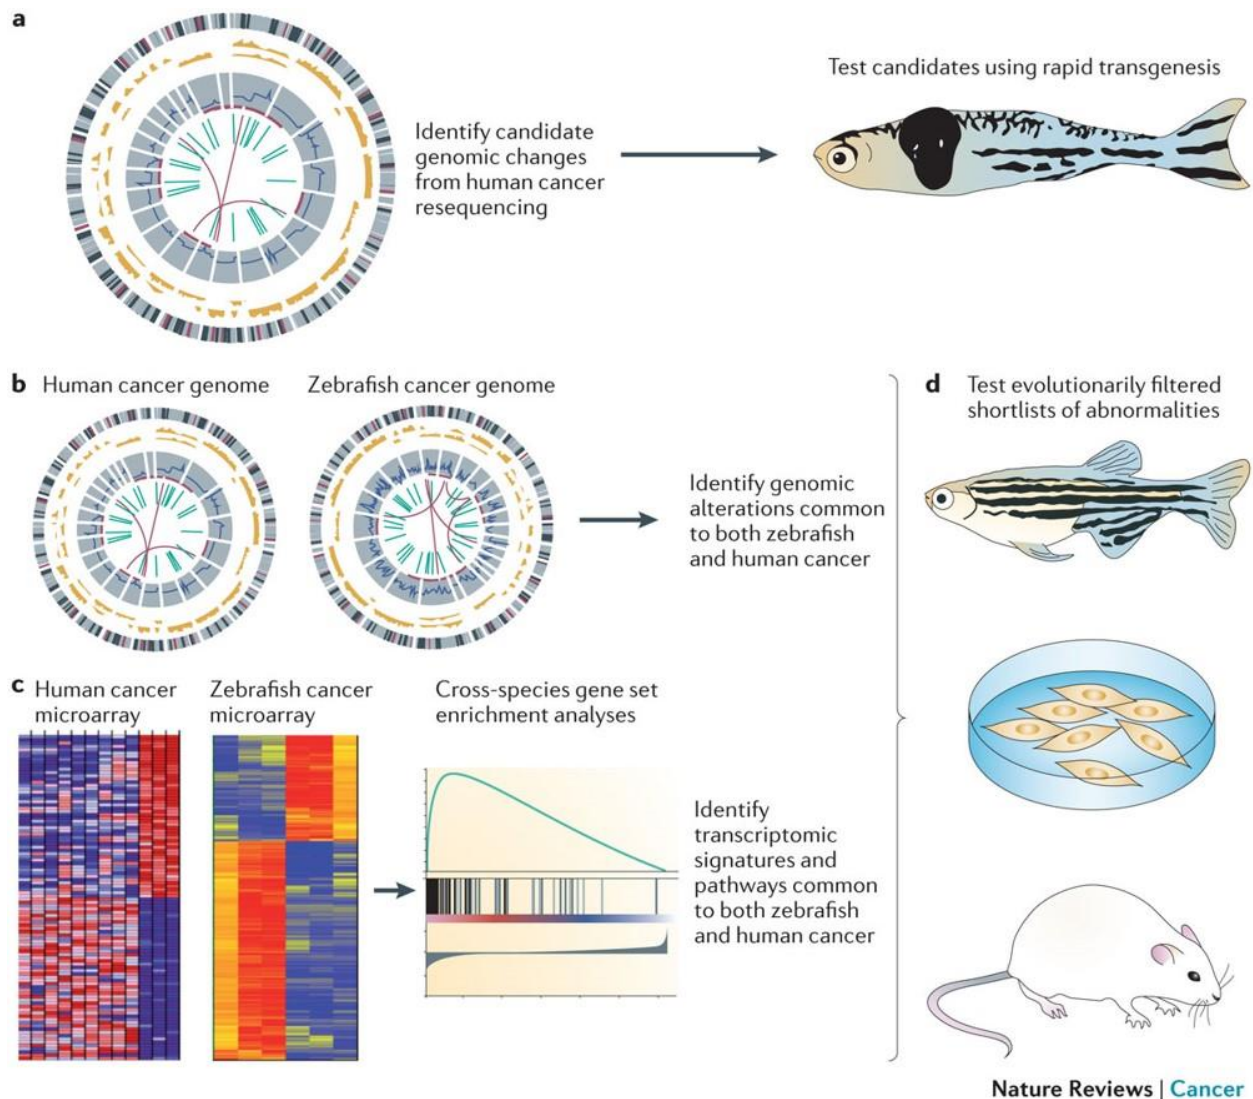 a
Identify candidate
genomic changes
from human cancer
resequencing
Test candidates using rapid transgenesis
b Human cancer genome
Zebrafish cancer genome
Identify genomic
alterations common
to both zebrafish
and human cancer
c Human cancer
microarray
Zebrafish cancer
microarray
Cross-species gene set
enrichment analyses
Identify
transcriptomic
signatures and
pathways common
to both zebrafish
and human cancer
d Test evolutionarily filtered
shortlists of abnormalities
Nature Reviews | Cancer